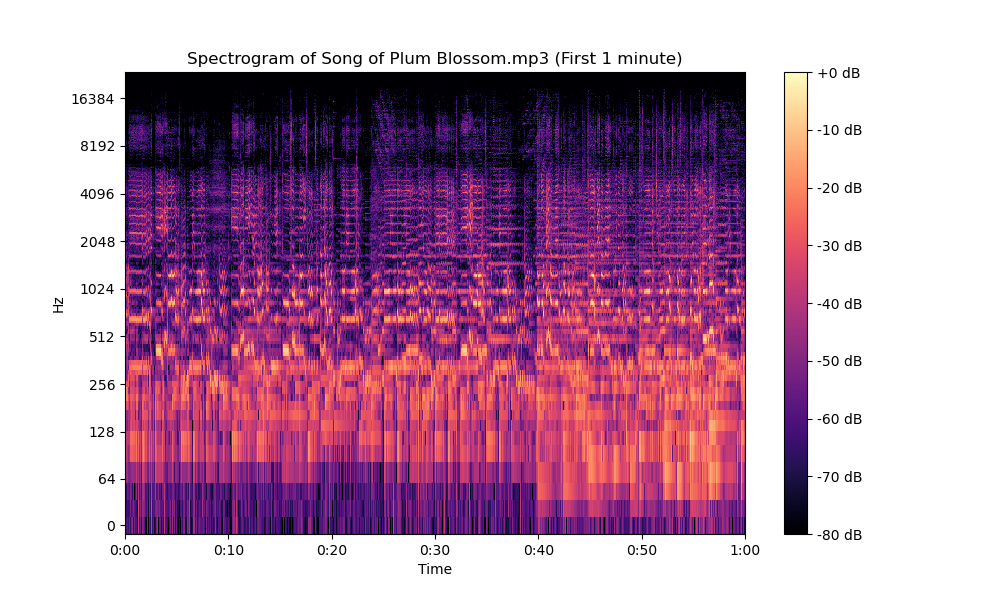 Spectrogram of Song of Plum Blossom.mp3 (First 1 minute)
Hz
16384
8192
4096
2048
1024
512
256
128
64
0
0:00 0:10 0:20 0:30 0:40 0:50 1:00
Time
+0 dB
-10 dB
-20 dB
-30 dB
-40 dB
-50 dB
-60 dB
-70 dB
-80 dB